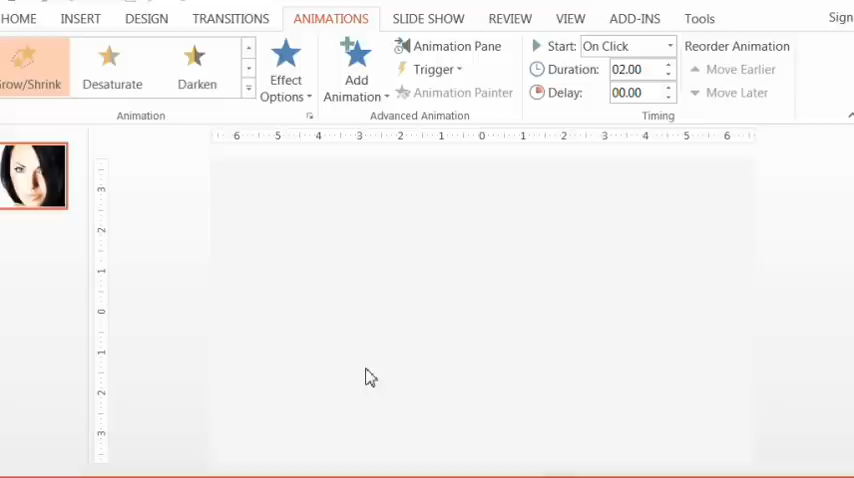 HOME INSERT DESIGN TRANSITIONS ANIMATIONS SLIDE SHOW REVIEW VIEW ADD-INS Tools Sign
row/Shrink Desaturate Darken
Effect Options
Add Animation
Animation Pane
Trigger
Animation Painter
Start: On Click
Duration: 02.00
Delay: 00.00
Reorder Animation
Move Earlier
Move Later
Animation Advanced Animation Timing
6 5 4 3 2 1 0 1 2 3 4 5 6
3
2
1
0
1
2
3